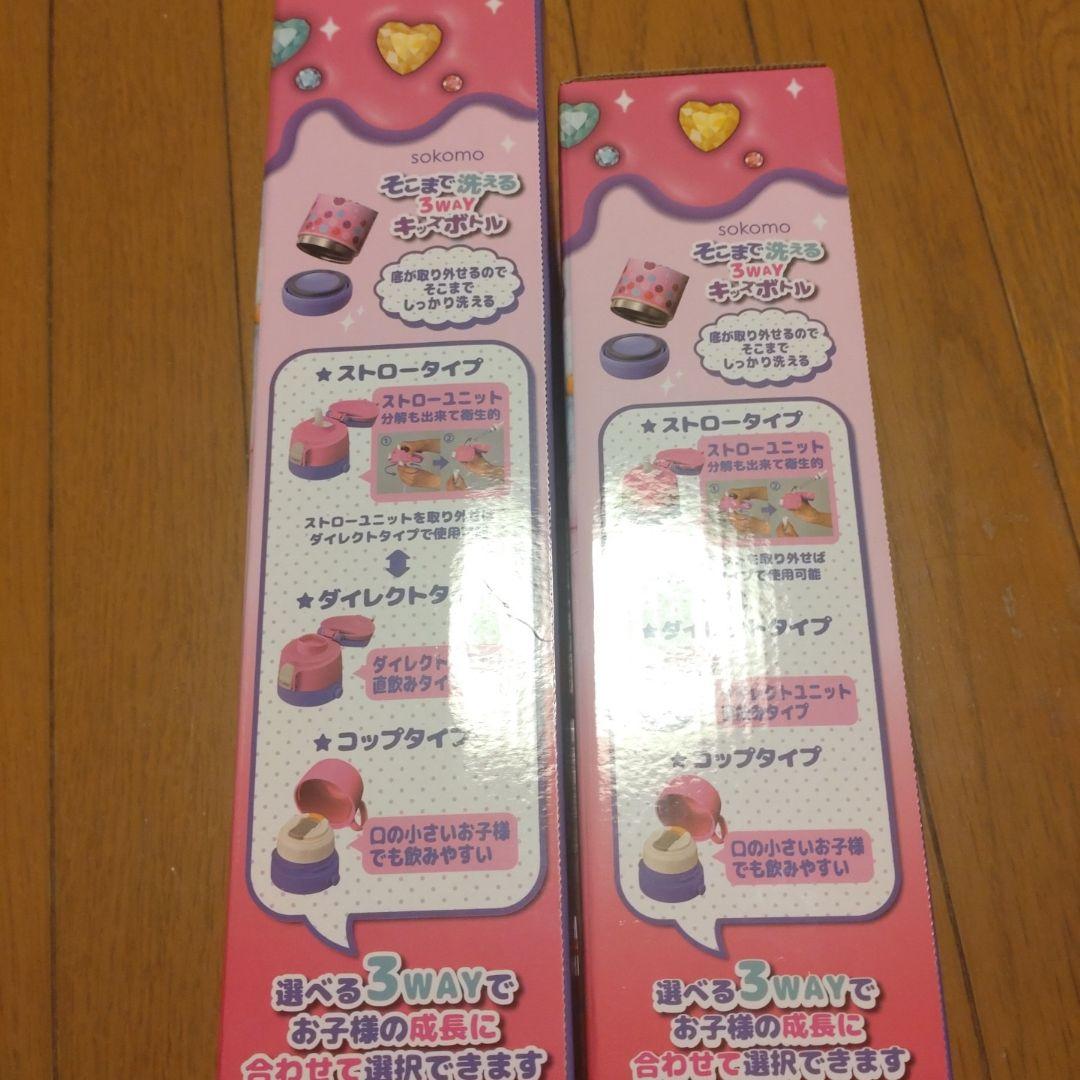 sokomo
そこまで洗える
3WAY
キッズボトル
底が取り外せるので
そこまで
しっかり洗える
★ストロータイプ
ストローユニット
分解も出来て衛生的
① ②
ストローユニットを取り外せば
ダイレクトタイプで使用
★ダイレクトタ
ダイレクト
直飲みタイ
★コップタイプ
口の小さいお子様
でも飲みやすい
選べる3WAYで
お子様の成長に
合わせて選択できます
sokomo
そこまで洗える
3WAY
キッズボトル
底が取り外せるので
そこまで
しっかり洗える
★ストロータイプ
ストローユニット
分解も出来て衛生的
① ②
を取り外せば
で使用可能
★ダイレクトタイプ
レクトユニット
タイプ
★コップタイプ
口の小さいお子様
でも飲みやすい
選べる3WAYで
お子様の成長に
合わせて選択できます